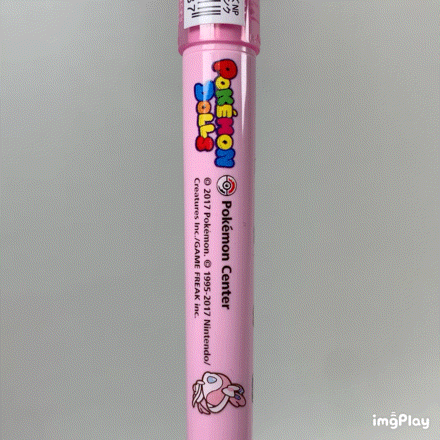 POKÉMON
DOLLS
Pokémon Center
© 2017 Pokémon. © 1995-2017 Nintendo/
Creatures Inc./GAME FREAK inc.
imgPlay